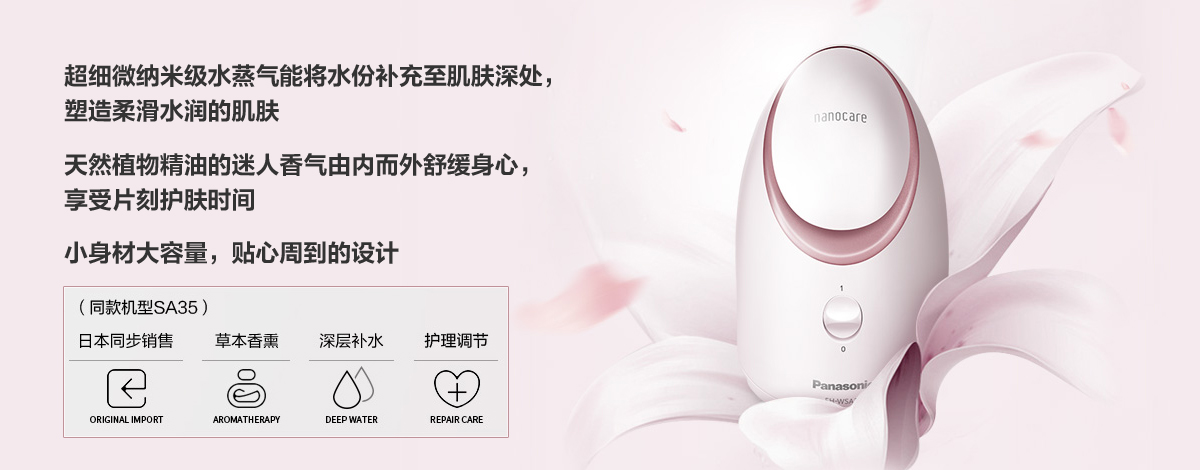 超细微纳米级水蒸气能将水份补充至肌肤深处，
塑造柔滑水润的肌肤
天然植物精油的迷人香气由内而外舒缓身心，
享受片刻护肤时间
小身材大容量，贴心周到的设计
（同款机型SA35）
日本同步销售 草本香熏 深层补水 护理调节
ORIGINAL IMPORT AROMATHERAPY DEEP WATER REPAIR CARE
nanocare
1
0
Panasonic